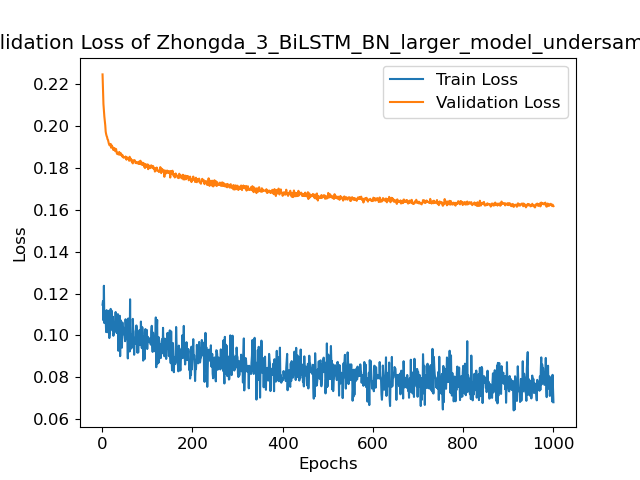 lidation Loss of Zhongda_3_BiLSTM_BN_larger_model_undersam
Train Loss
Validation Loss
0.22
0.20
0.18
0.16
0.14
0.12
0.10
0.08
0.06
Loss
0 200 400 600 800 1000
Epochs